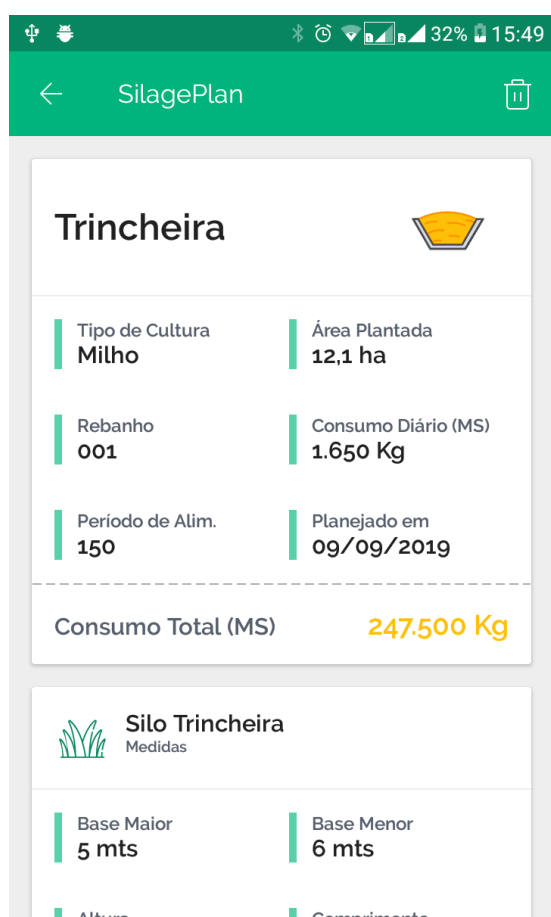 32% 15:49
SilagePlan
Trincheira
Tipo de Cultura
Milho
Área Plantada
12,1 ha
Rebanho
001
Consumo Diário (MS)
1.650 Kg
Período de Alim.
150
Planejado em
09/09/2019
Consumo Total (MS) 247.500 Kg
Silo Trincheira
Medidas
Base Maior
5 mts
Base Menor
6 mts